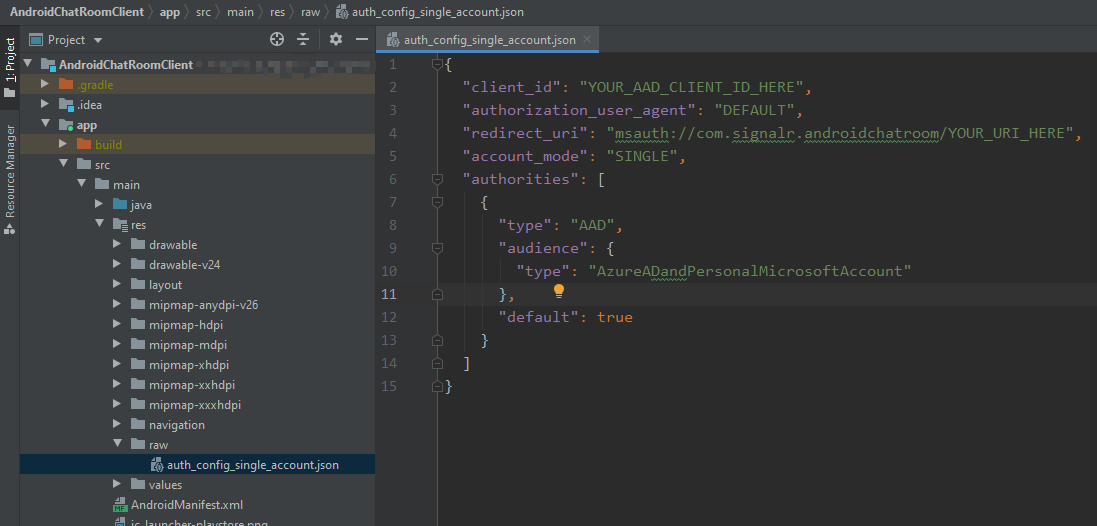 AndroidChatRoomClient app src main res raw auth_config_single_account.json
1: Project
Resource Manager
Project
AndroidChatRoomClient
.gradle
.idea
app
build
src
main
java
res
drawable
drawable-v24
layout
mipmap-anydpi-v26
mipmap-hdpi
mipmap-mdpi
mipmap-xhdpi
mipmap-xxhdpi
mipmap-xxxhdpi
navigation
raw
auth_config_single_account.json
values
AndroidManifest.xml
ic_launcher-playstore.png
auth_config_single_account.json
1 {
2 "client_id": "YOUR_AAD_CLIENT_ID_HERE",
3 "authorization_user_agent": "DEFAULT",
4 "redirect_uri": "msauth://com.signalr.androidchatroom/YOUR_URI_HERE",
5 "account_mode": "SINGLE",
6 "authorities": [
7 {
8 "type": "AAD",
9 "audience": {
10 "type": "AzureADandPersonalMicrosoftAccount"
11 },
12 "default": true
13 }
14 ]
15 }